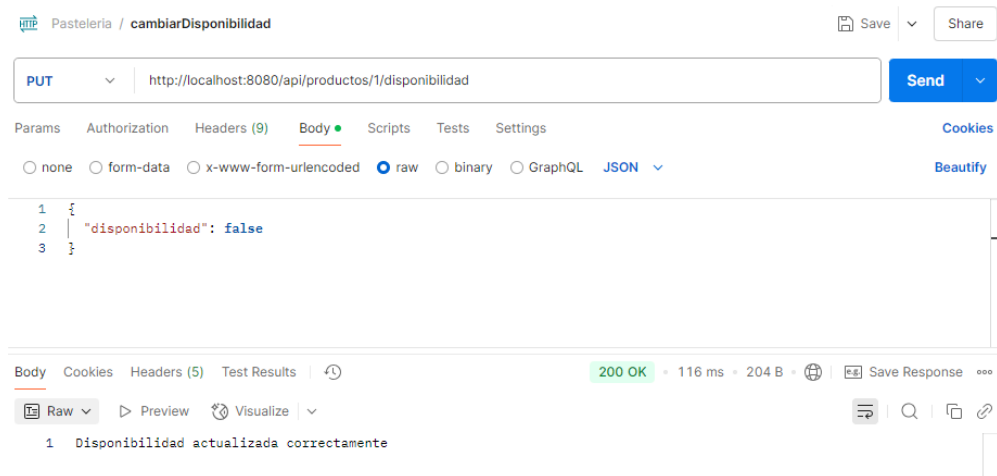 HTTP Pasteleria / cambiarDisponibilidad Save Share
PUT http://localhost:8080/api/productos/1/disponibilidad Send
Params Authorization Headers (9) Body Scripts Tests Settings Cookies
none form-data x-www-form-urlencoded raw binary GraphQL JSON Beautify
1 {
2 "disponibilidad": false
3 }
Body Cookies Headers (5) Test Results 200 OK 116 ms 204 B e.g. Save Response
Raw Preview Visualize
1 Disponibilidad actualizada correctamente